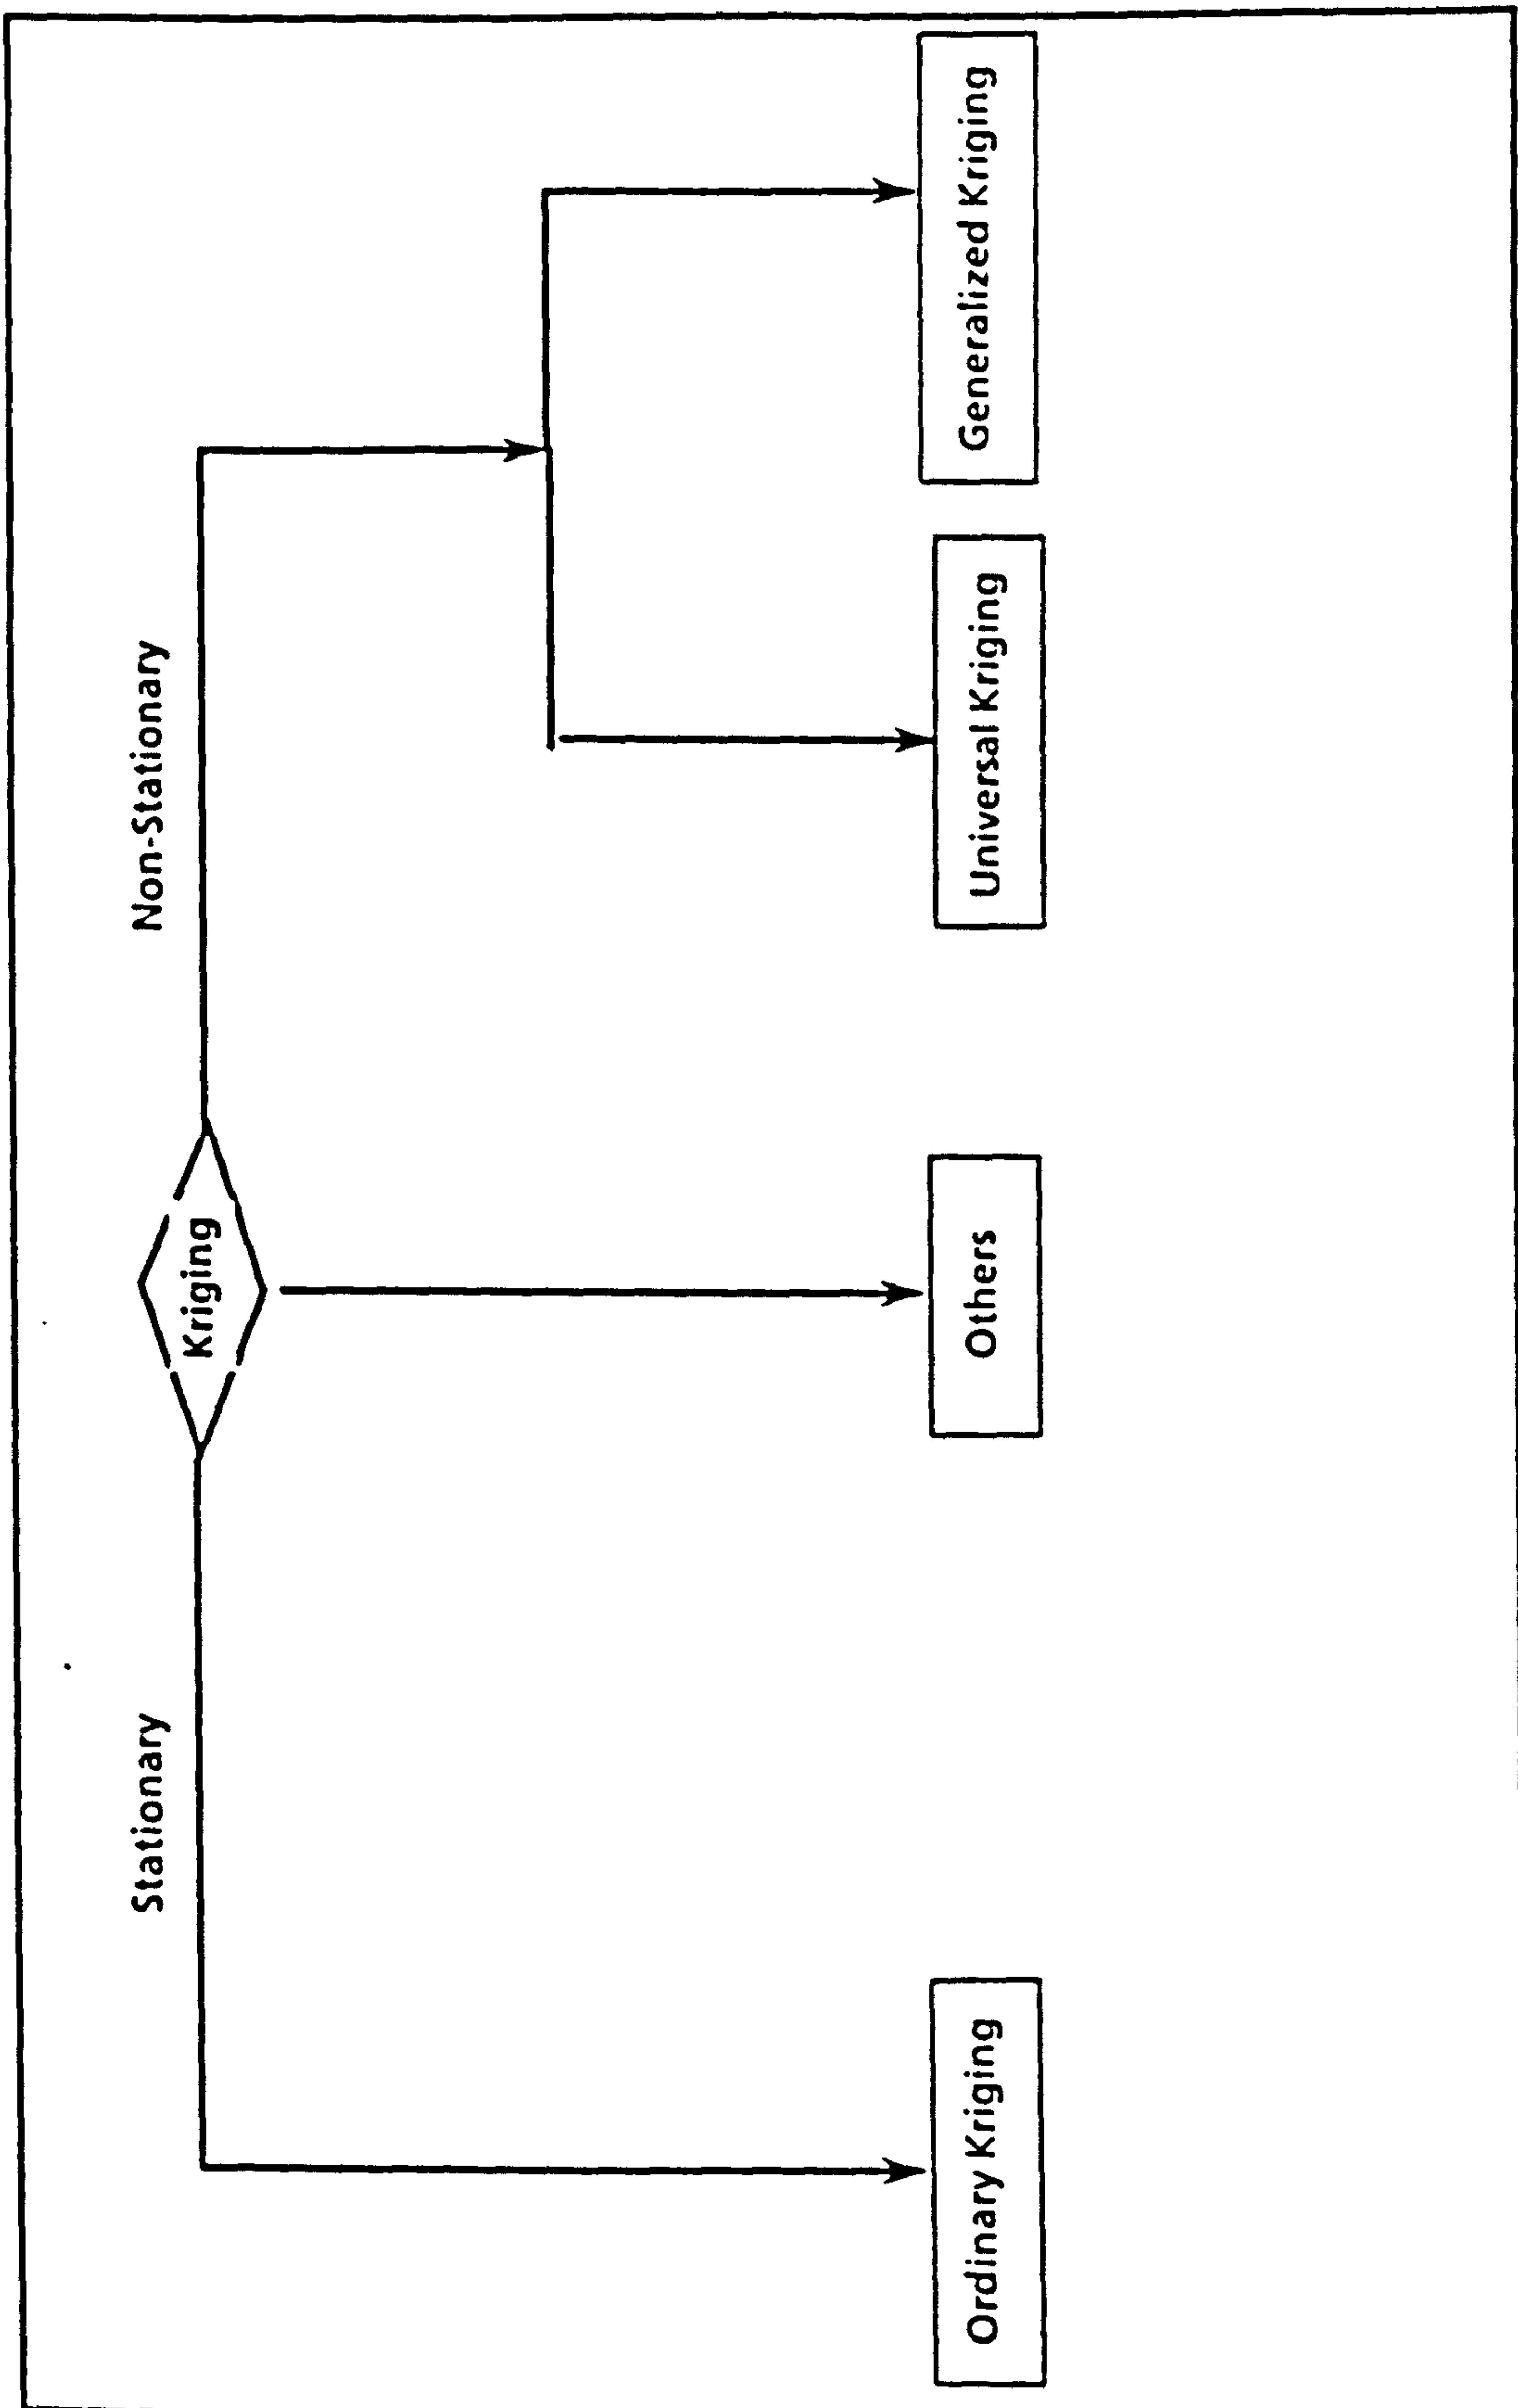 Stationary
Non-Stationary
Kriging
Ordinary Kriging
Others
Universal Kriging
Generalized Kriging